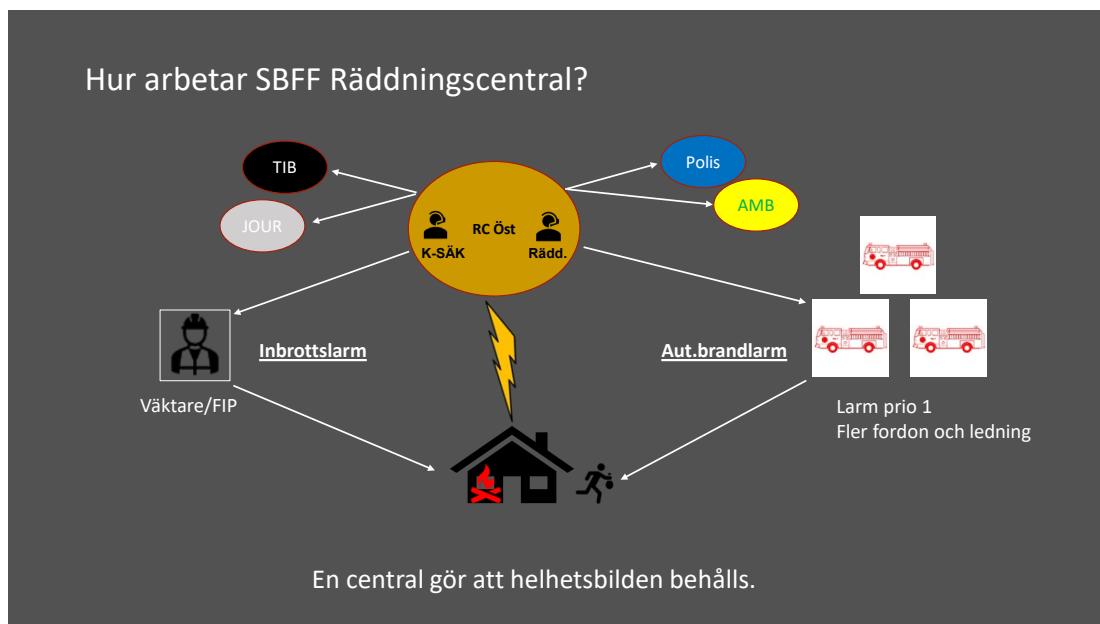 Hur arbetar SBFF Räddningscentral?
TIB
JOUR
K-SÄK
RC Öst
Rädd.
Polis
AMB
Inbrottslarm
Aut.brandlarm
Väktare/FIP
Larm prio 1
Fler fordon och ledning
En central gör att helhetsbilden behålls.